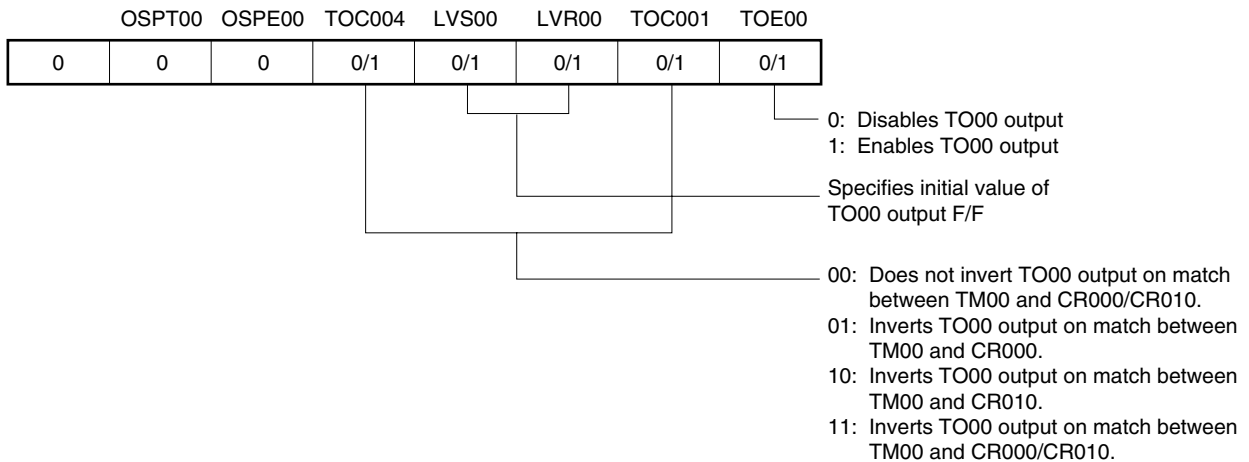 OSPT00 OSPE00 TOC004 LVS00 LVR00 TOC001 TOE00
0 0 0 0/1 0/1 0/1 0/1 0/1
0: Disables TO00 output
1: Enables TO00 output
Specifies initial value of
TO00 output F/F
00: Does not invert TO00 output on match
between TM00 and CR000/CR010.
01: Inverts TO00 output on match between
TM00 and CR000.
10: Inverts TO00 output on match between
TM00 and CR010.
11: Inverts TO00 output on match between
TM00 and CR000/CR010.